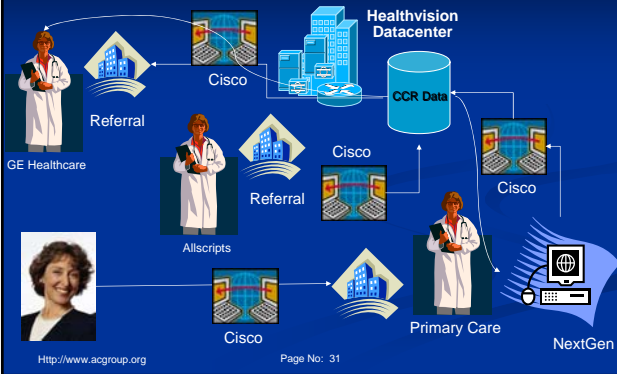 Healthvision
Datacenter
CCR Data
Cisco
Referral
GE Healthcare
Cisco
Cisco
Referral
Allscripts
Primary Care
NextGen
Cisco
Http://www.acgroup.org
Page No: 31